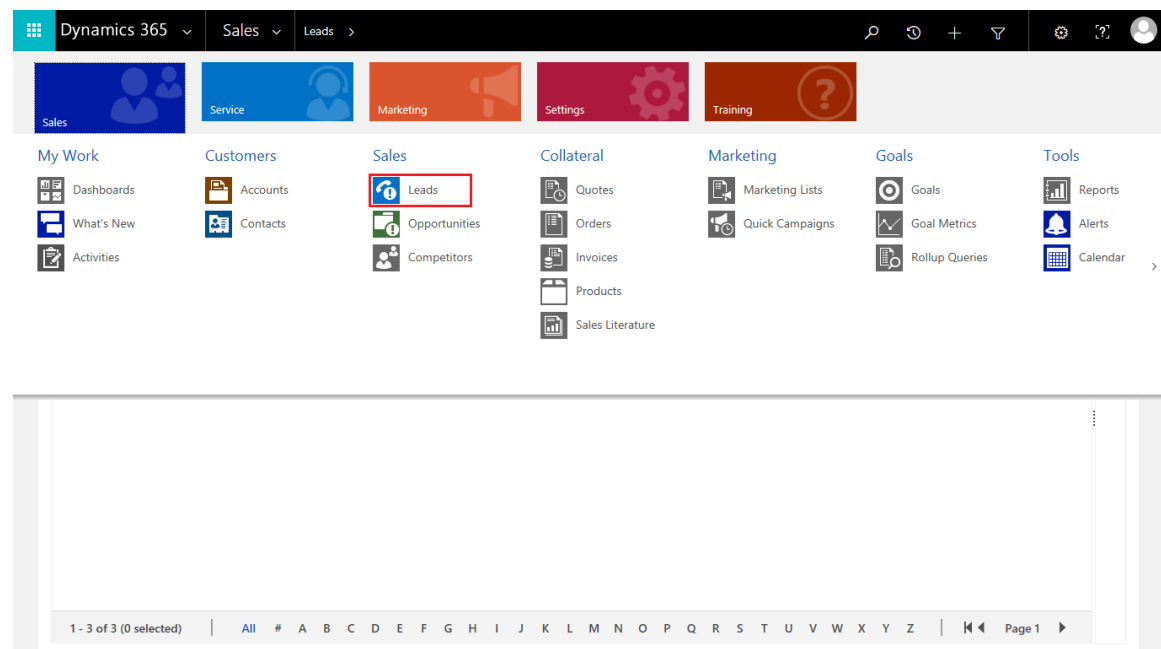 Dynamics 365 Sales Leads
Sales Service Marketing Settings Training
My Work Customers Sales Collateral Marketing Goals Tools
Dashboards Accounts Leads Quotes Marketing Lists Goals Reports
What's New Contacts Opportunities Orders Quick Campaigns Goal Metrics Alerts
Activities Competitors Invoices Rollup Queries Calendar
Products
Sales Literature
1 - 3 of 3 (0 selected) All # A B C D E F G H I J K L M N O P Q R S T U V W X Y Z Page 1